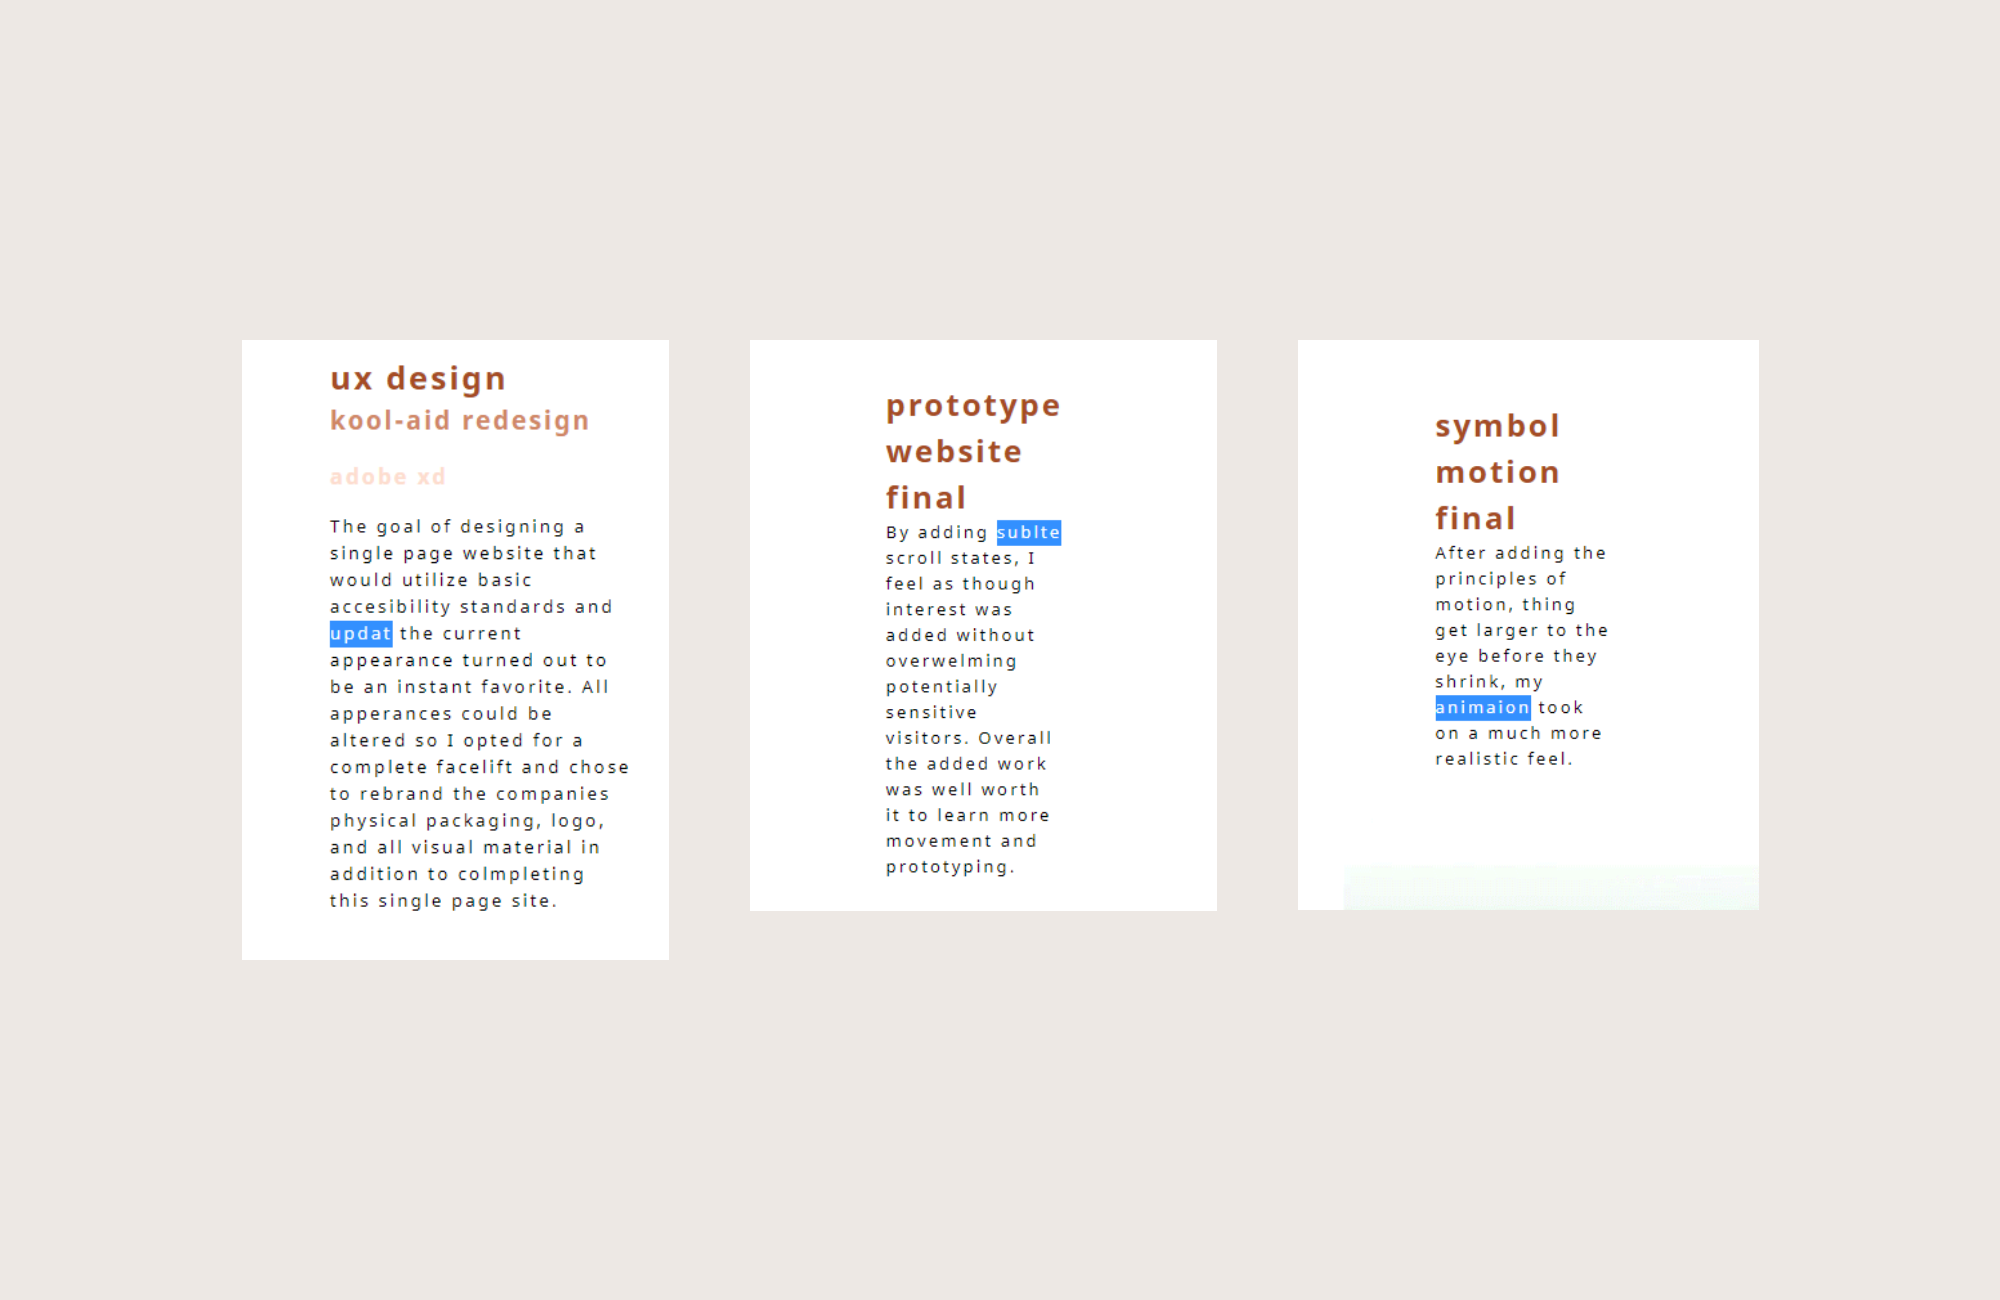 ux design
kool-aid redesign
adobe xd
The goal of designing a
single page website that
would utilize basic
accesibility standards and
updat the current
appearance turned out to
be an instant favorite. All
apperances could be
altered so I opted for a
complete facelift and chose
to rebrand the companies
physical packaging, logo,
and all visual material in
addition to colmpleting
this single page site.
prototype
website
final
By adding sublte
scroll states, I
feel as though
interest was
added without
overwelming
potentially
sensitive
visitors. Overall
the added work
was well worth
it to learn more
movement and
prototyping.
symbol
motion
final
After adding the
principles of
motion, thing
get larger to the
eye before they
shrink, my
animaion took
on a much more
realistic feel.